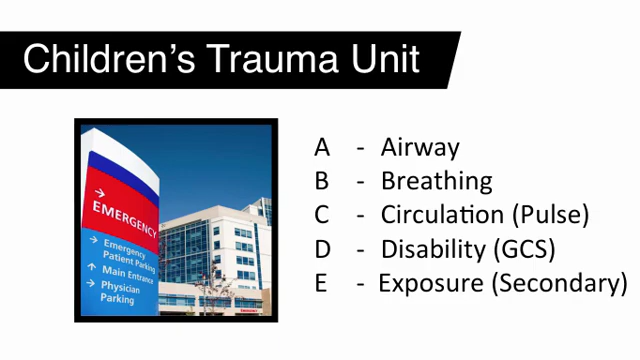 Children's Trauma Unit
A - Airway
B - Breathing
C - Circulation (Pulse)
D - Disability (GCS)
E - Exposure (Secondary)
→
EMERGENCY
→ Emergency
Patient Parking
↑ Main Entrance
→ Physician
Parking